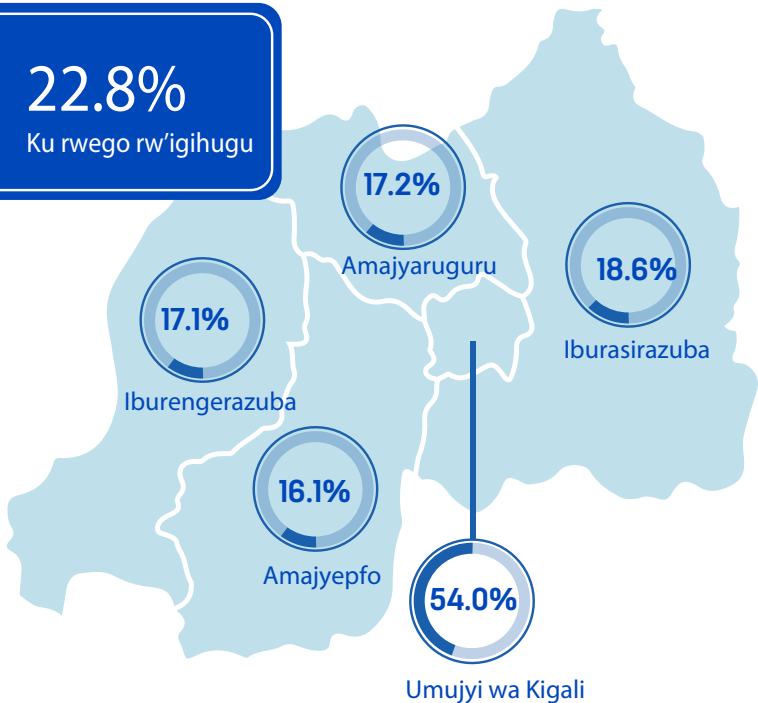 22.8%
Ku rwego rw'igihugu
17.2%
Amajyaruguru
18.6%
Iburasirazuba
17.1%
Iburengerazuba
16.1%
Amajyepfo
54.0%
Umujyi wa Kigali